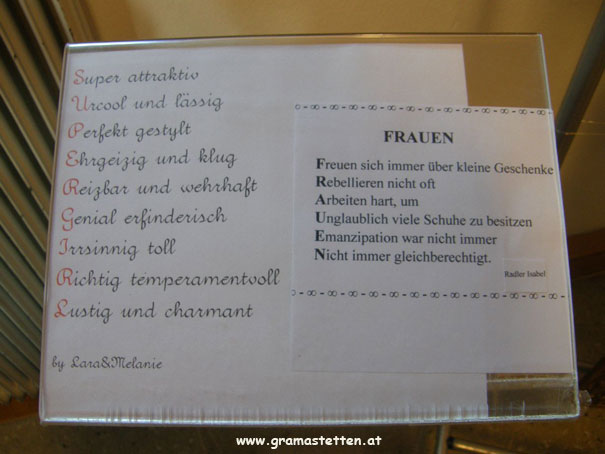 Super attraktiv
Urcool und lässig
Perfekt gestylt
Ehrgeizig und klug
Reizbar und wehrhaft
Genial erfinderisch
Irrsinnig toll
Richtig temperamentvoll
Lustig und charmant
by Lara&Melanie
FRAUEN
Freuen sich immer über kleine Geschenke
Rebellieren nicht oft
Arbeiten hart, um
Unglaublich viele Schuhe zu besitzen
Emanzipation war nicht immer
Nicht immer gleichberechtigt.
Radler Isabel
www.gramastetten.at